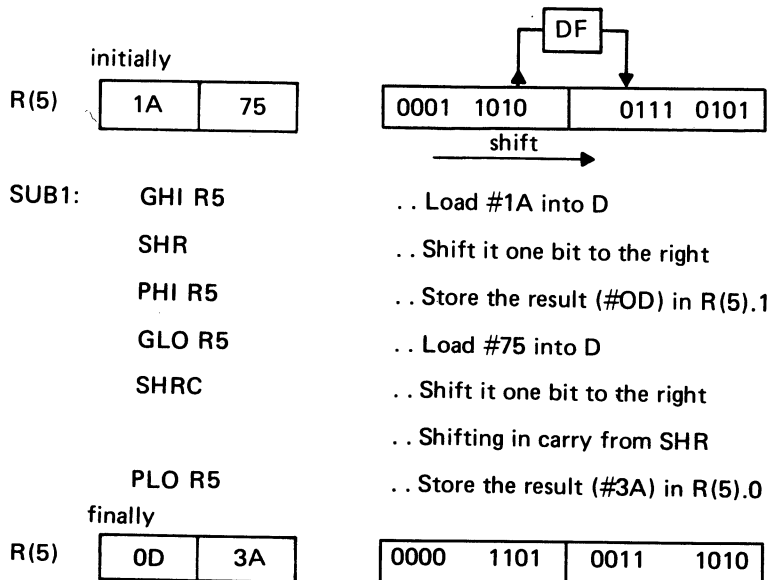 DF
initially
R(5) 1A 75 0001 1010 0111 0101
shift
SUB1: GHI R5 .. Load #1A into D
SHR .. Shift it one bit to the right
PHI R5 .. Store the result (#OD) in R(5).1
GLO R5 .. Load #75 into D
SHRC .. Shift it one bit to the right
.. Shifting in carry from SHR
PLO R5 .. Store the result (#3A) in R(5).0
finally
R(5) 0D 3A 0000 1101 0011 1010